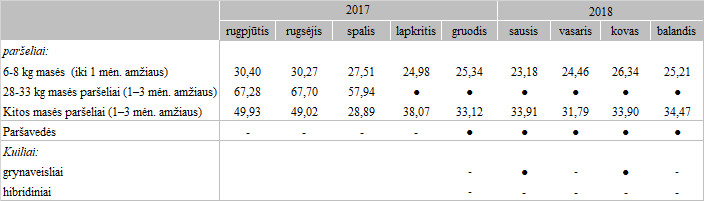 2017 2018
rugpjūtis rugsėjis spalis lapkritis gruodis sausis vasaris kovas balandis
paršeliai:
6-8 kg masės (iki 1 mėn. amžiaus) 30,40 30,27 27,51 24,98 25,34 23,18 24,46 26,34 25,21
28-33 kg masės paršeliai (1–3 mėn. amžiaus) 67,28 67,70 57,94 ● ● ● ● ● ●
Kitos masės paršeliai (1–3 mėn. amžiaus) 49,93 49,02 28,89 38,07 33,12 33,91 31,79 33,90 34,47
Paršavedės - - - - ● ● ● ● ●
Kuiliai:
grynaveisliai - ● - ● -
hibridiniai - - - - -